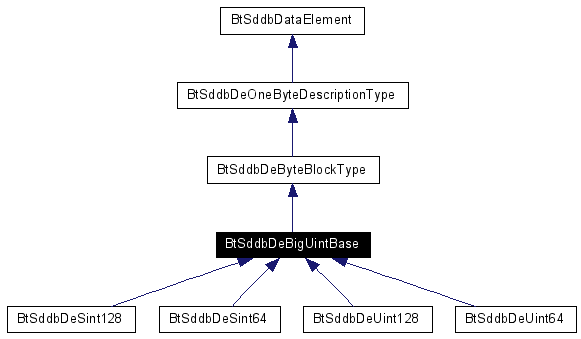 BtSddbDataElement
BtSddbDeOneByteDescriptionType
BtSddbDeByteBlockType
BtSddbDeBigUintBase
BtSddbDeSint128
BtSddbDeSint64
BtSddbDeUint128
BtSddbDeUint64